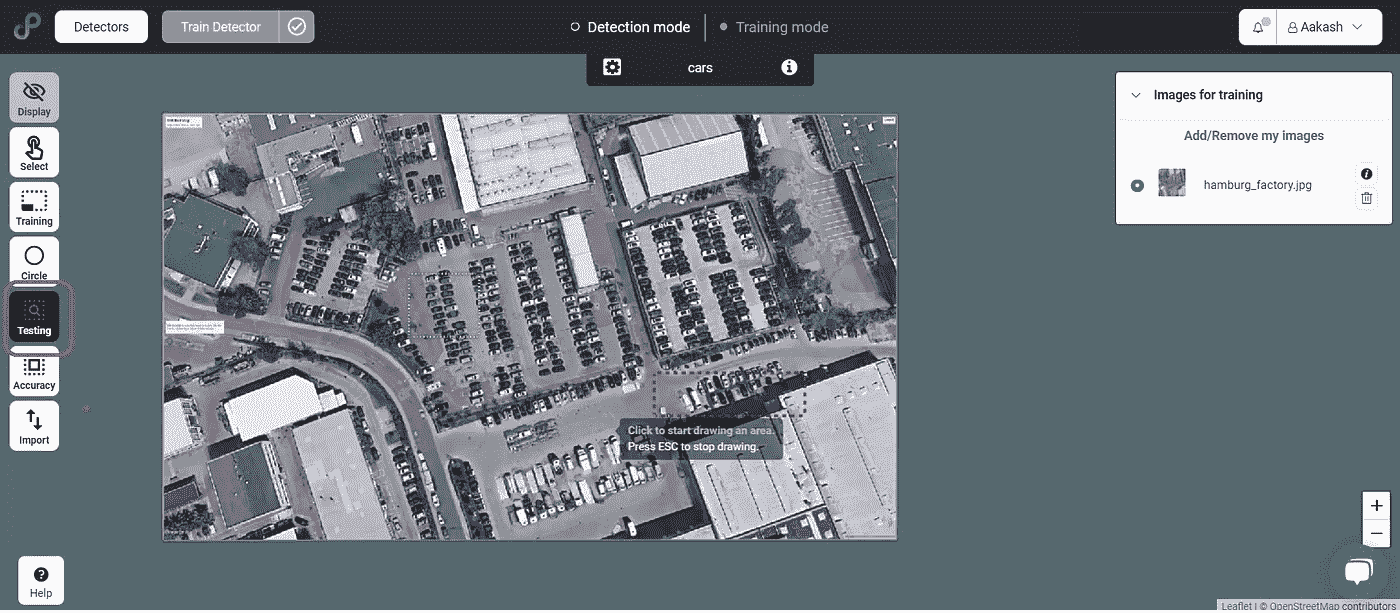 Detectors
Train Detector
Detection mode
Training mode
Aakash
cars
Display
Select
Training
Circle
Testing
Accuracy
Import
Help
Images for training
Add/Remove my images
hamburg_factory.jpg
Click to start drawing an area.
Press ESC to stop drawing.
+
−
Leaflet | © OpenStreetMap contributors